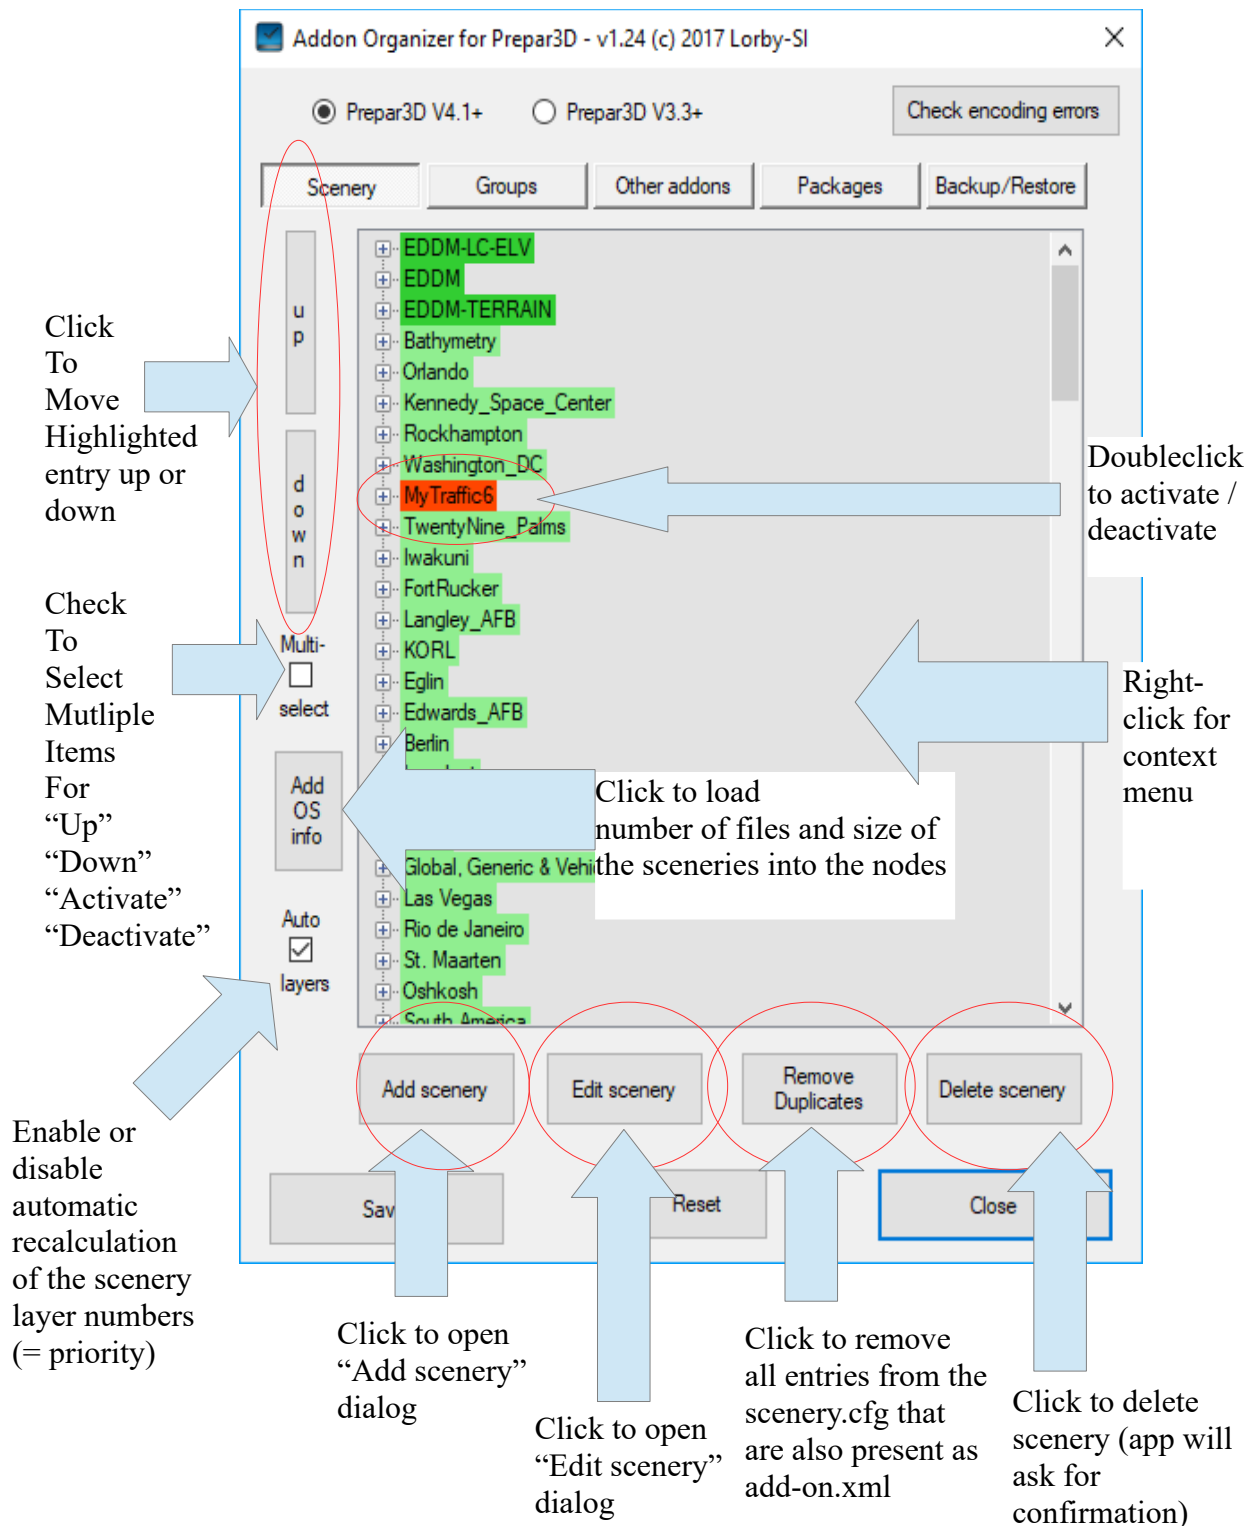 Addon Organizer for Prepar3D - v1.24 (c) 2017 Lorby-SI
Prepar3D V4.1+
Prepar3D V3.3+
Check encoding errors
Scenery
Groups
Other addons
Packages
Backup/Restore
up
down
Multi-
select
Add
OS
info
Auto
layers
EDDM-LC-ELV
EDDM
EDDM-TERRAIN
Bathymetry
Orlando
Kennedy_Space_Center
Rockhampton
Washington_DC
MyTraffic6
TwentyNine_Palms
Iwakuni
FortRucker
Langley_AFB
KORL
Eglin
Edwards_AFB
Berlin
Global, Generic & Vehi
Las Vegas
Rio de Janeiro
St. Maarten
Oshkosh
South America
Add scenery
Edit scenery
Remove
Duplicates
Delete scenery
Sav
Reset
Close
Click
To
Move
Highlighted
entry up or
down
Check
To
Select
Mutliple
Items
For
“Up”
“Down”
“Activate”
“Deactivate”
Enable or
disable
automatic
recalculation
of the scenery
layer numbers
(= priority)
Doubleclick
to activate /
deactivate
Right-
click for
context
menu
Click to load
number of files and size of
the sceneries into the nodes
Click to open
“Add scenery”
dialog
Click to open
“Edit scenery”
dialog
Click to remove
all entries from the
scenery.cfg that
are also present as
add-on.xml
Click to delete
scenery (app will
ask for
confirmation)